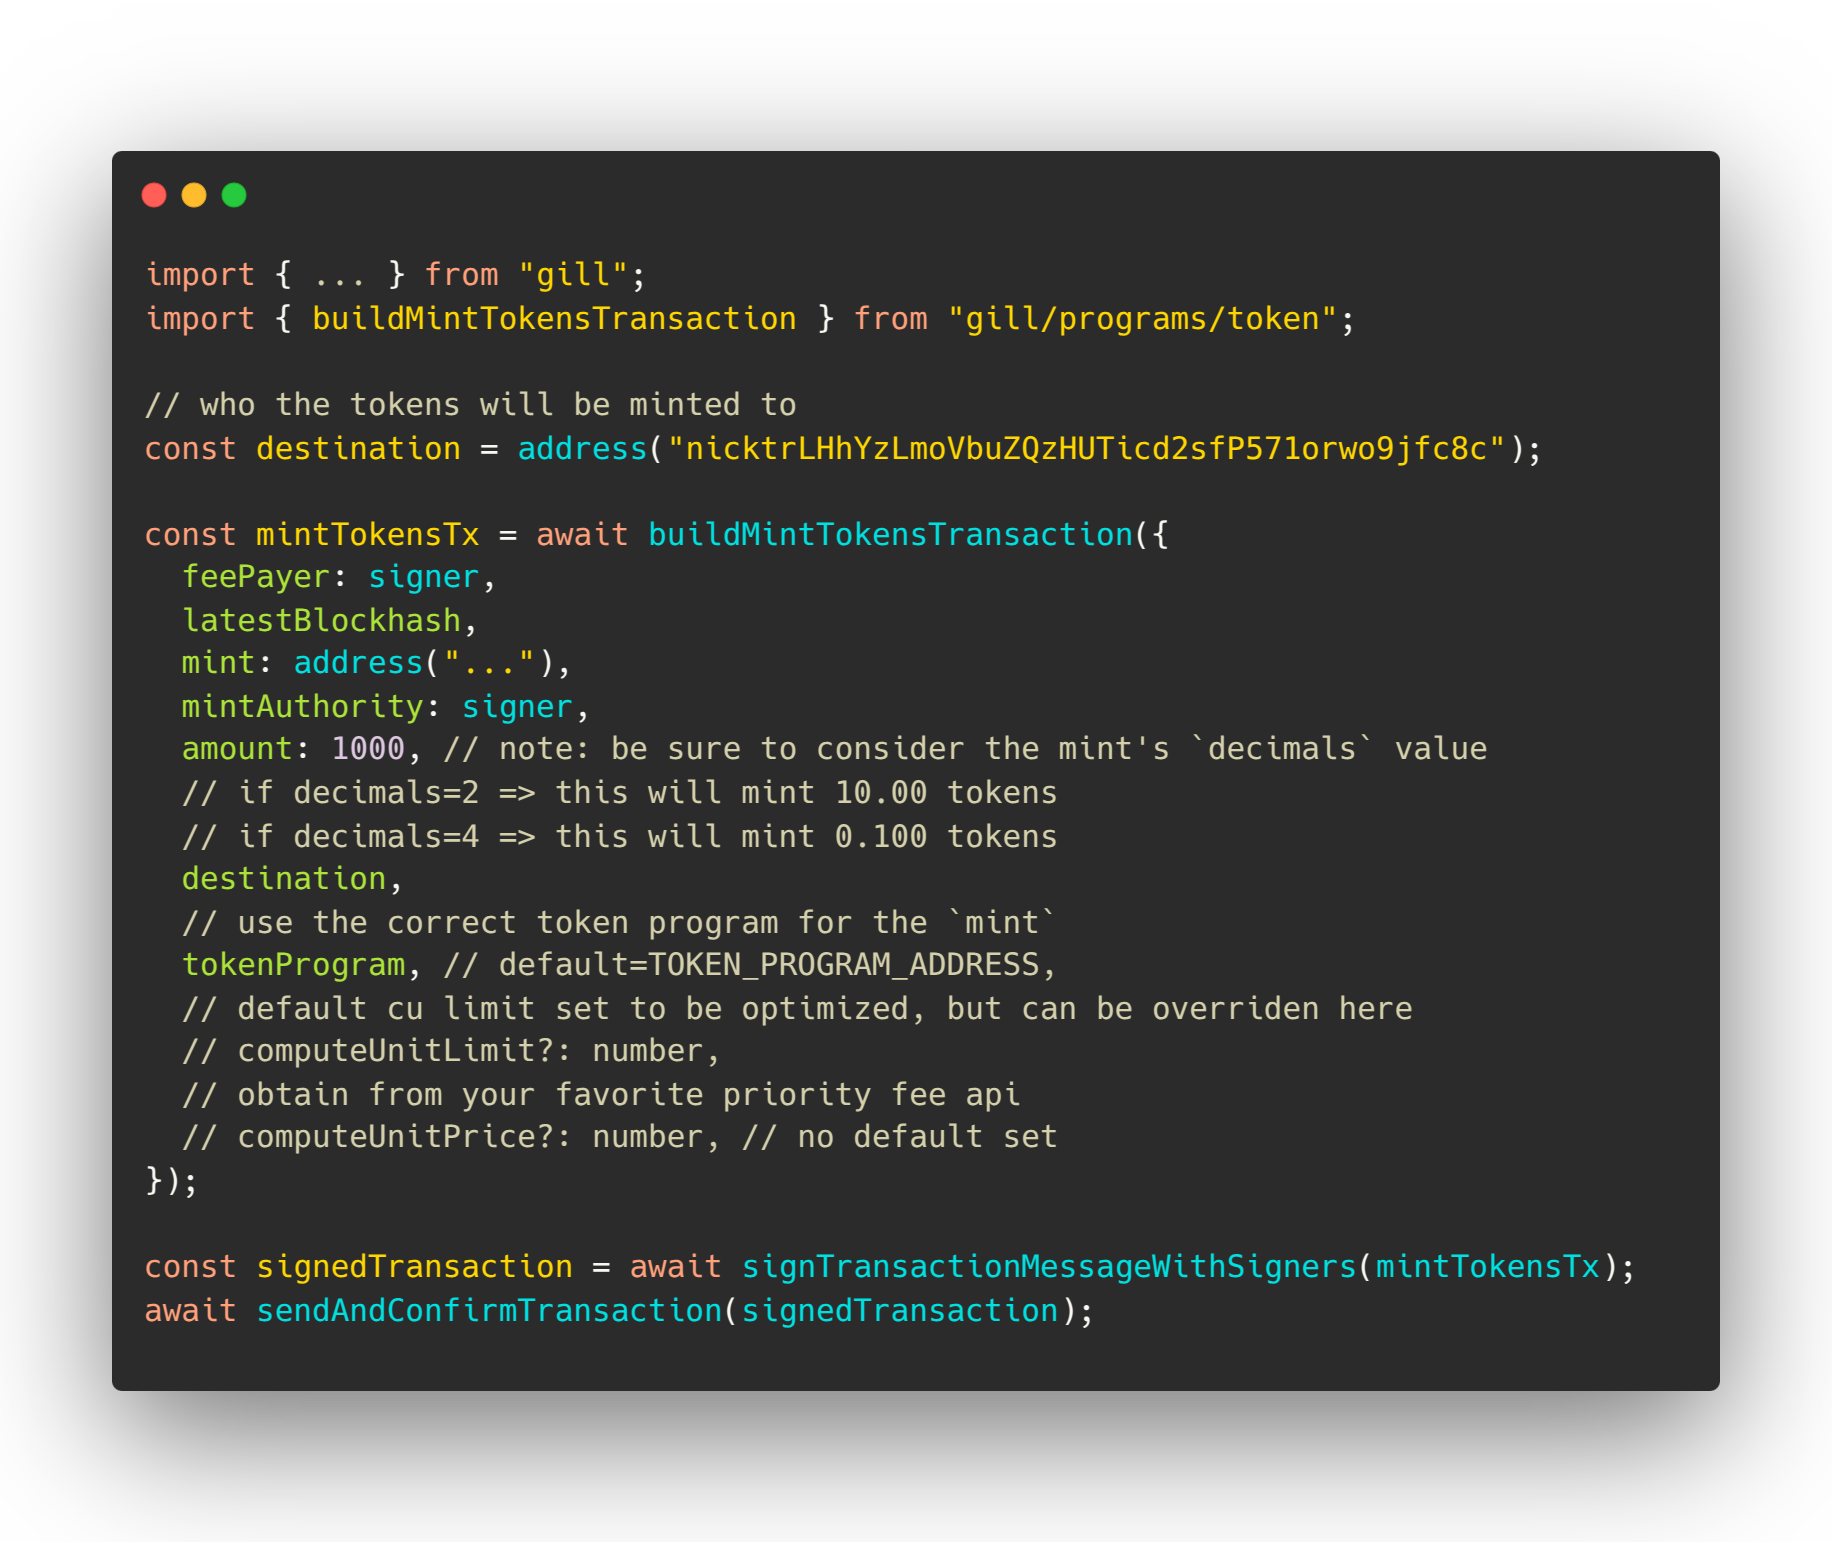 import { ... } from "gill";
import { buildMintTokensTransaction } from "gill/programs/token";
// who the tokens will be minted to
const destination = address("nicktrLHhYzLmoVbuZQzHUTicd2sfP571orwo9jfc8c");
const mintTokensTx = await buildMintTokensTransaction({
  feePayer: signer,
  latestBlockhash,
  mint: address("..."),
  mintAuthority: signer,
  amount: 1000, // note: be sure to consider the mint's `decimals` value
  // if decimals=2 => this will mint 10.00 tokens
  // if decimals=4 => this will mint 0.100 tokens
  destination,
  // use the correct token program for the `mint`
  tokenProgram, // default=TOKEN_PROGRAM_ADDRESS,
  // default cu limit set to be optimized, but can be overriden here
  // computeUnitLimit?: number,
  // obtain from your favorite priority fee api
  // computeUnitPrice?: number, // no default set
});
const signedTransaction = await signTransactionMessageWithSigners(mintTokensTx);
await sendAndConfirmTransaction(signedTransaction);